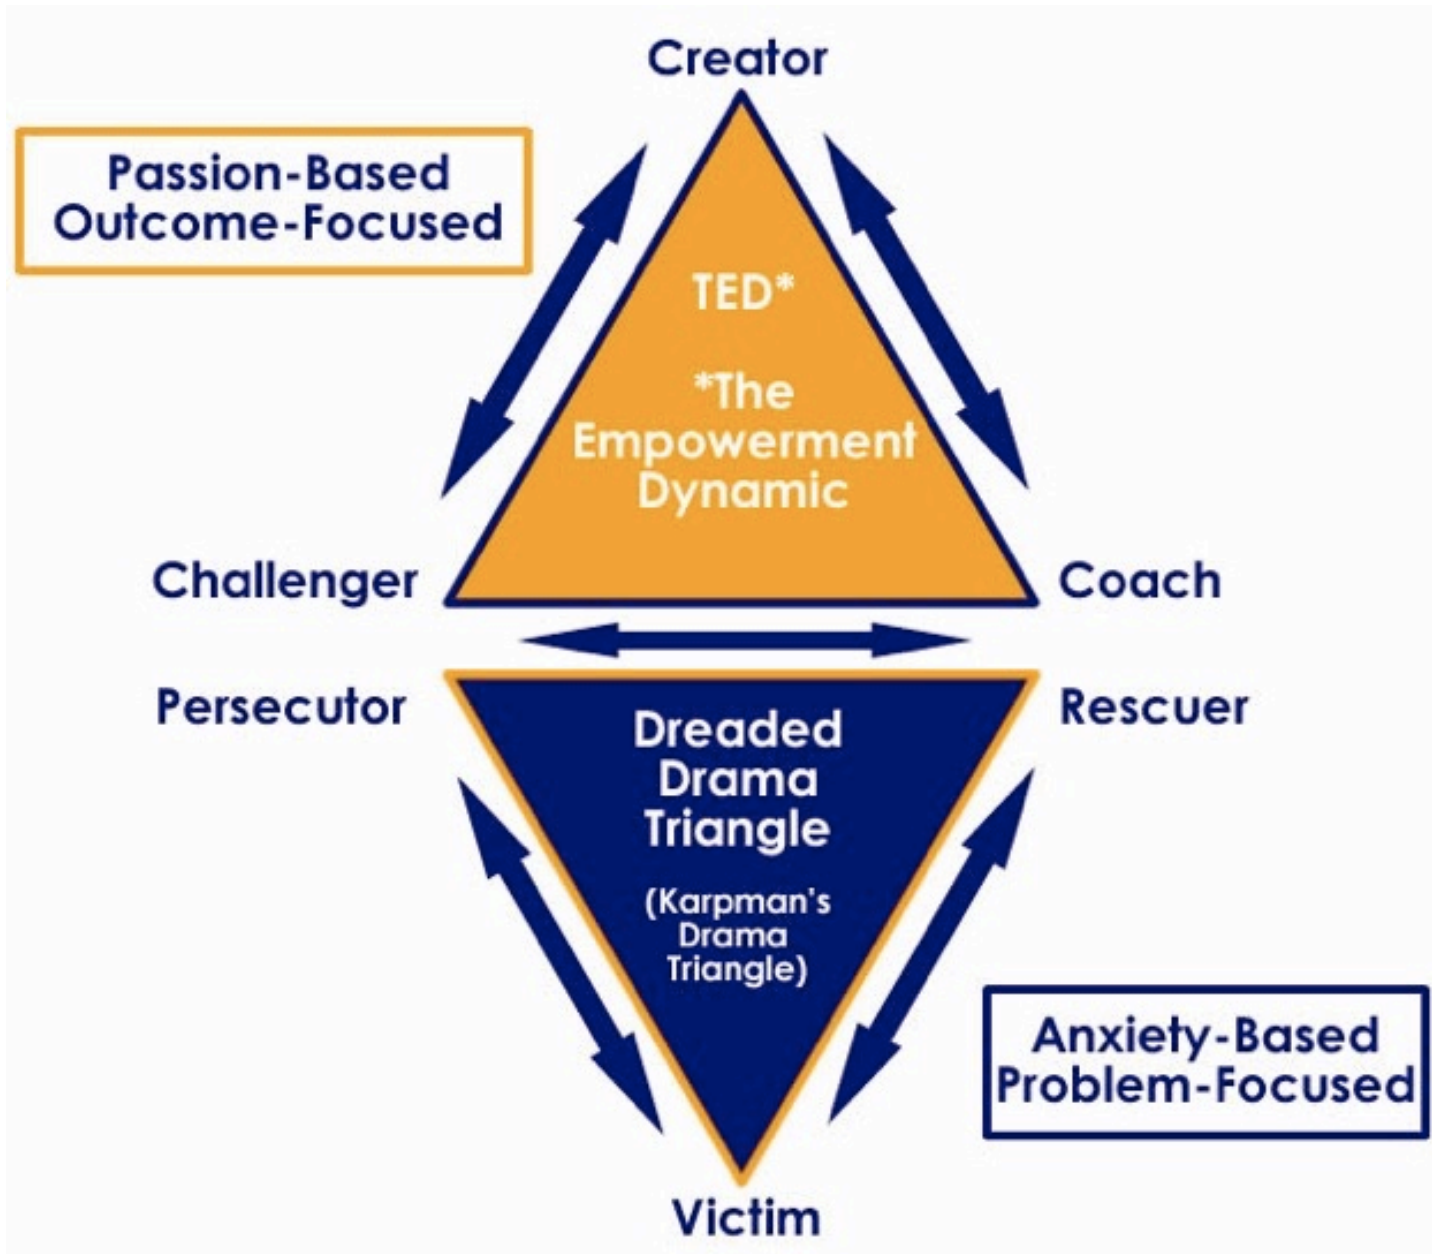 Creator
Passion-Based
Outcome-Focused
TED*
*The
Empowerment
Dynamic
Challenger
Coach
Persecutor
Rescuer
Dreaded
Drama
Triangle
(Karpman's
Drama
Triangle)
Anxiety-Based
Problem-Focused
Victim